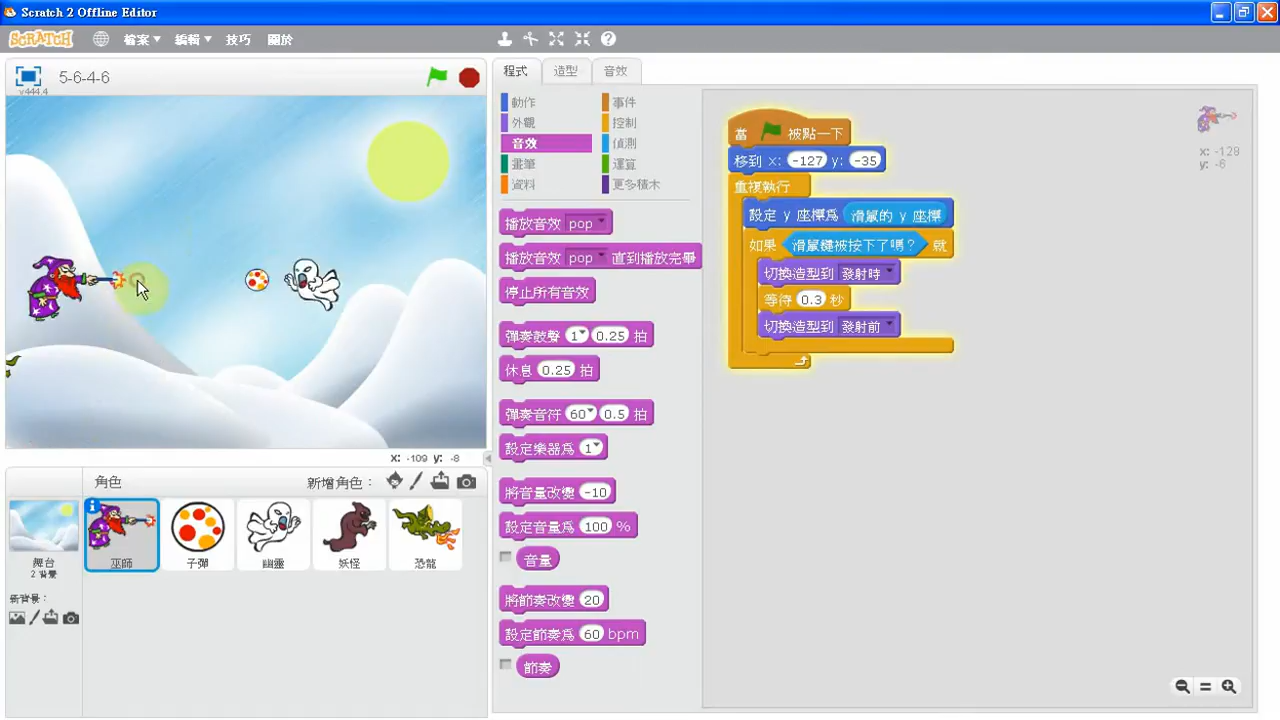 Scratch 2 Offline Editor
SCRATCH 檔案 編輯 技巧 關於
5-6-4-6
v444.4
程式 造型 音效
動作 事件
外觀 控制
音效 偵測
畫筆 運算
資料 更多積木
播放音效 pop
播放音效 pop 直到播放完畢
停止所有音效
彈奏鼓聲 1 0.25 拍
休息 0.25 拍
彈奏音符 60 0.5 拍
設定樂器為 1
將音量改變 -10
設定音量為 100 %
音量
將節奏改變 20
設定節奏為 60 bpm
節奏
當 被點一下
移到 x: -127 y: -35
重複執行
設定 y 座標為 滑鼠的 y 座標
如果 滑鼠鍵被按下了嗎？ 就
切換造型到 發射時
等待 0.3 秒
切換造型到 發射前
x: -128
y: -6
x: -109 y: -8
角色 新增角色：
舞台
2 背景
新背景：
巫師 子彈 幽靈 妖怪 恐龍